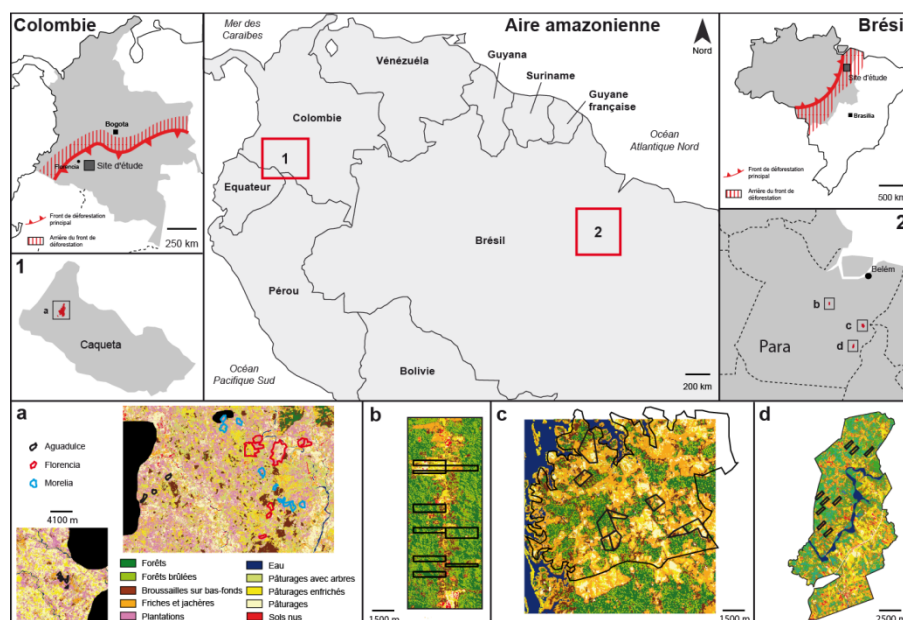 Colombie
Bogota
Florencia
Site d'étude
Front de déforestation
principal
Arrière du front de
déforestation
250 km
Aire amazonienne
Mer des
Caraïbes
Nord
Vénézuéla
Guyana
Suriname
Guyane
française
Colombie
Océan
Atlantique Nord
1
Equateur
2
Brésil
Pérou
Océan
Pacifique Sud
Bolivie
200 km
Brésil
Site d'étude
Brasilia
Front de déforestation
principal
Arrière du front de
déforestation
500 km
1
a
Caqueta
2
Belém
b
c
d
Para
a
Aguadulce
Florencia
Morelia
4100 m
Forêts
Forêts brûlées
Broussailles sur bas-fonds
Friches et jachères
Plantations
Eau
Pâturages avec arbres
Pâturages enfrichés
Pâturages
Sols nus
b
1500 m
c
1500 m
d
2500 m